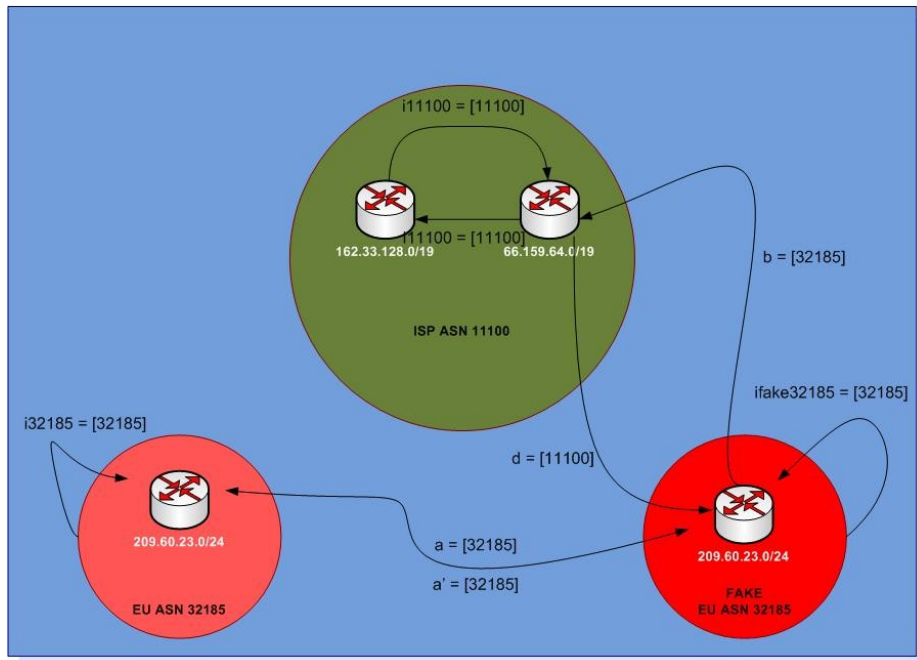 i11100 = [11100]
i11100 = [11100]
162.33.128.0/19
66.159.64.0/19
b = [32185]
ISP ASN 11100
ifake32185 = [32185]
i32185 = [32185]
d = [11100]
209.60.23.0/24
a = [32185]
209.60.23.0/24
a' = [32185]
FAKE
EU ASN 32185
EU ASN 32185